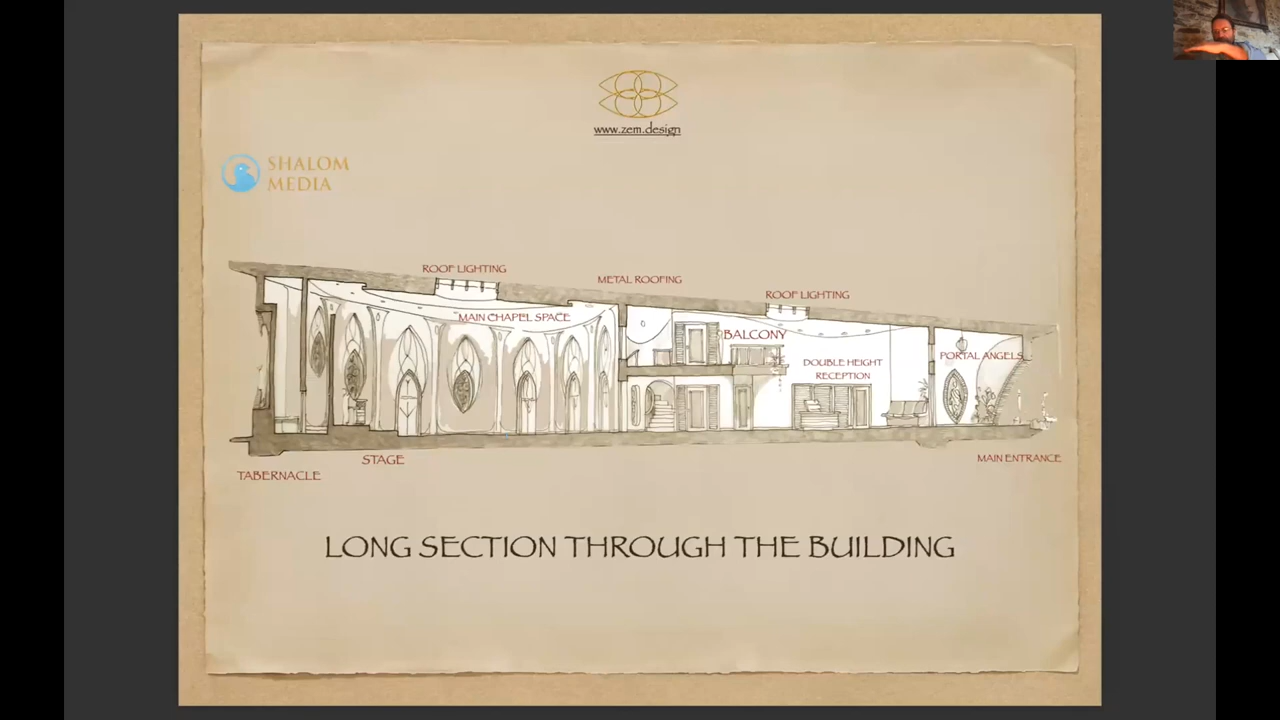 www.zem.design
SHALOM
MEDIA
ROOF LIGHTING
METAL ROOFING
ROOF LIGHTING
MAIN CHAPEL SPACE
BALCONY
DOUBLE HEIGHT
RECEPTION
PORTAL ANGELS
STAGE
MAIN ENTRANCE
TABERNACLE
LONG SECTION THROUGH THE BUILDING